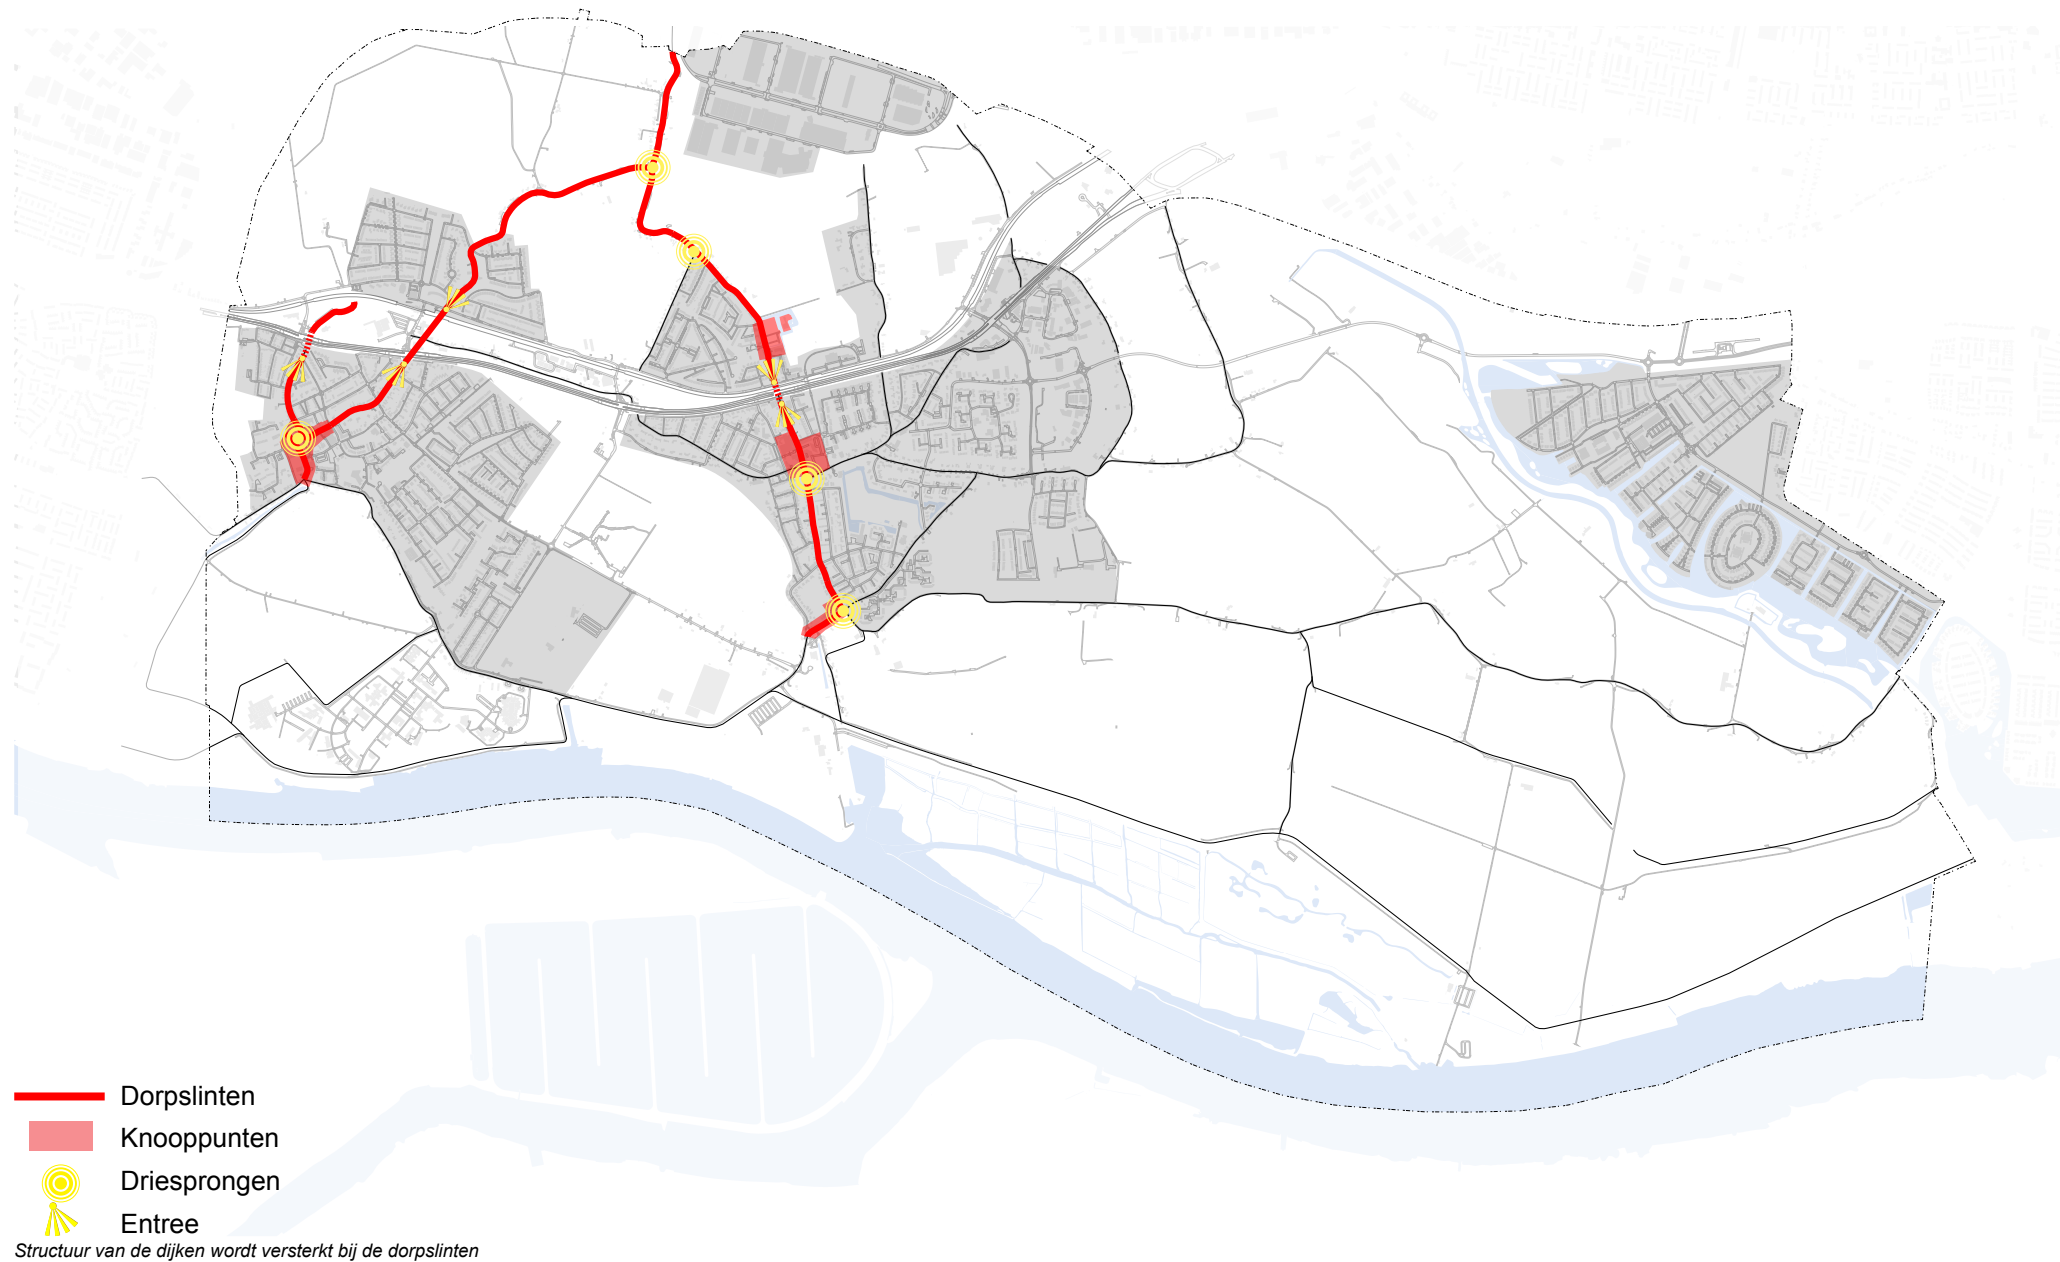 Dorpslinten
Knooppunten
Driesprongen
Entree
Structuur van de dijken wordt versterkt bij de dorpslinten